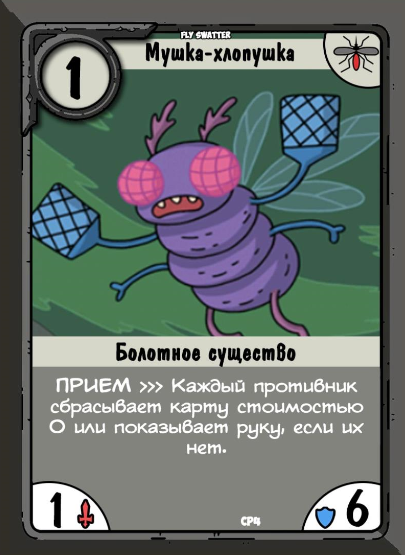 FLY SWATTER
Мушка-хлопушка
1
Болотное существо
ПРИЕМ >>> Каждый противник
сбрасывает карту стоимостью
0 или показывает руку, если их
нет.
1
CP4
6